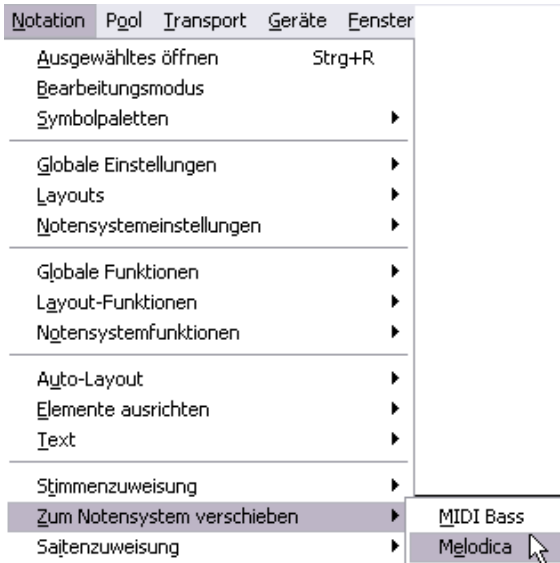 Notation Pool Transport Geräte Fenster
Ausgewähltes öffnen Strg+R
Bearbeitungsmodus
Symbolpaletten
Globale Einstellungen
Layouts
Notensystemeinstellungen
Globale Funktionen
Layout-Funktionen
Notensystemfunktionen
Auto-Layout
Elemente ausrichten
Text
Stimmenzuweisung
Zum Notensystem verschieben
MIDI Bass
Saitenzuweisung
Melodica